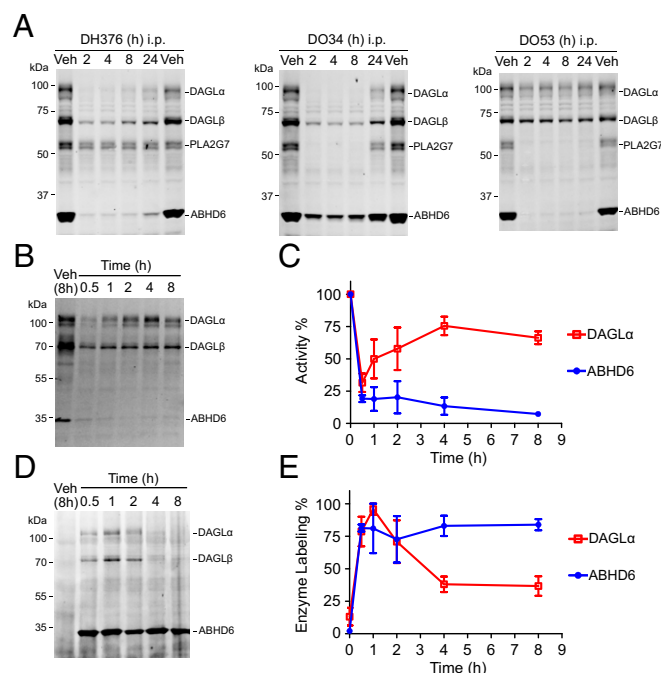 A
DH376 (h) i.p.
Veh 2 4 8 24 Veh
kDa
100
75
50
37
DAGLα
DAGLβ
PLA2G7
ABHD6
DO34 (h) i.p.
Veh 2 4 8 24 Veh
kDa
100
75
50
37
DAGLα
DAGLβ
PLA2G7
ABHD6
DO53 (h) i.p.
Veh 2 4 8 24 Veh
kDa
100
75
50
37
DAGLα
DAGLβ
PLA2G7
ABHD6
B
Veh (8h)
Time (h)
0.5 1 2 4 8
kDa
100
70
55
35
DAGLα
DAGLβ
ABHD6
C
Activity %
100
75
50
25
0
0 1 2 3 4 5 6 7 8 9
Time (h)
DAGLα
ABHD6
D
Veh (8h)
Time (h)
0.5 1 2 4 8
kDa
100
70
55
35
DAGLα
DAGLβ
ABHD6
E
Enzyme Labeling %
100
75
50
25
0
0 1 2 3 4 5 6 7 8 9
Time (h)
DAGLα
ABHD6